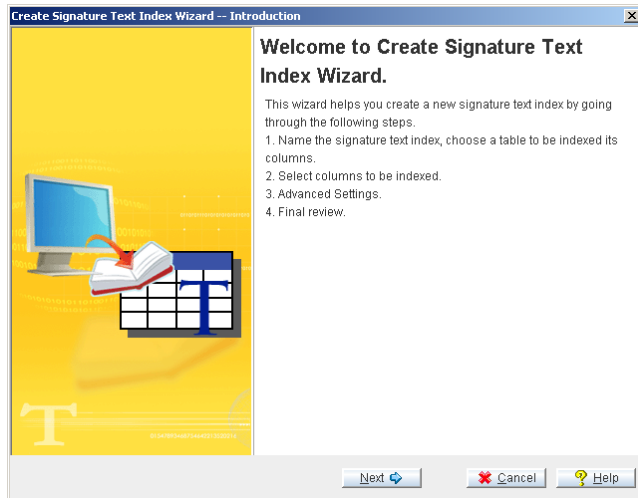 Create Signature Text Index Wizard -- Introduction
Welcome to Create Signature Text
Index Wizard.
This wizard helps you create a new signature text index by going
through the following steps.
1. Name the signature text index, choose a table to be indexed its
columns.
2. Select columns to be indexed.
3. Advanced Settings.
4. Final review.
T
T
Next
Cancel
Help